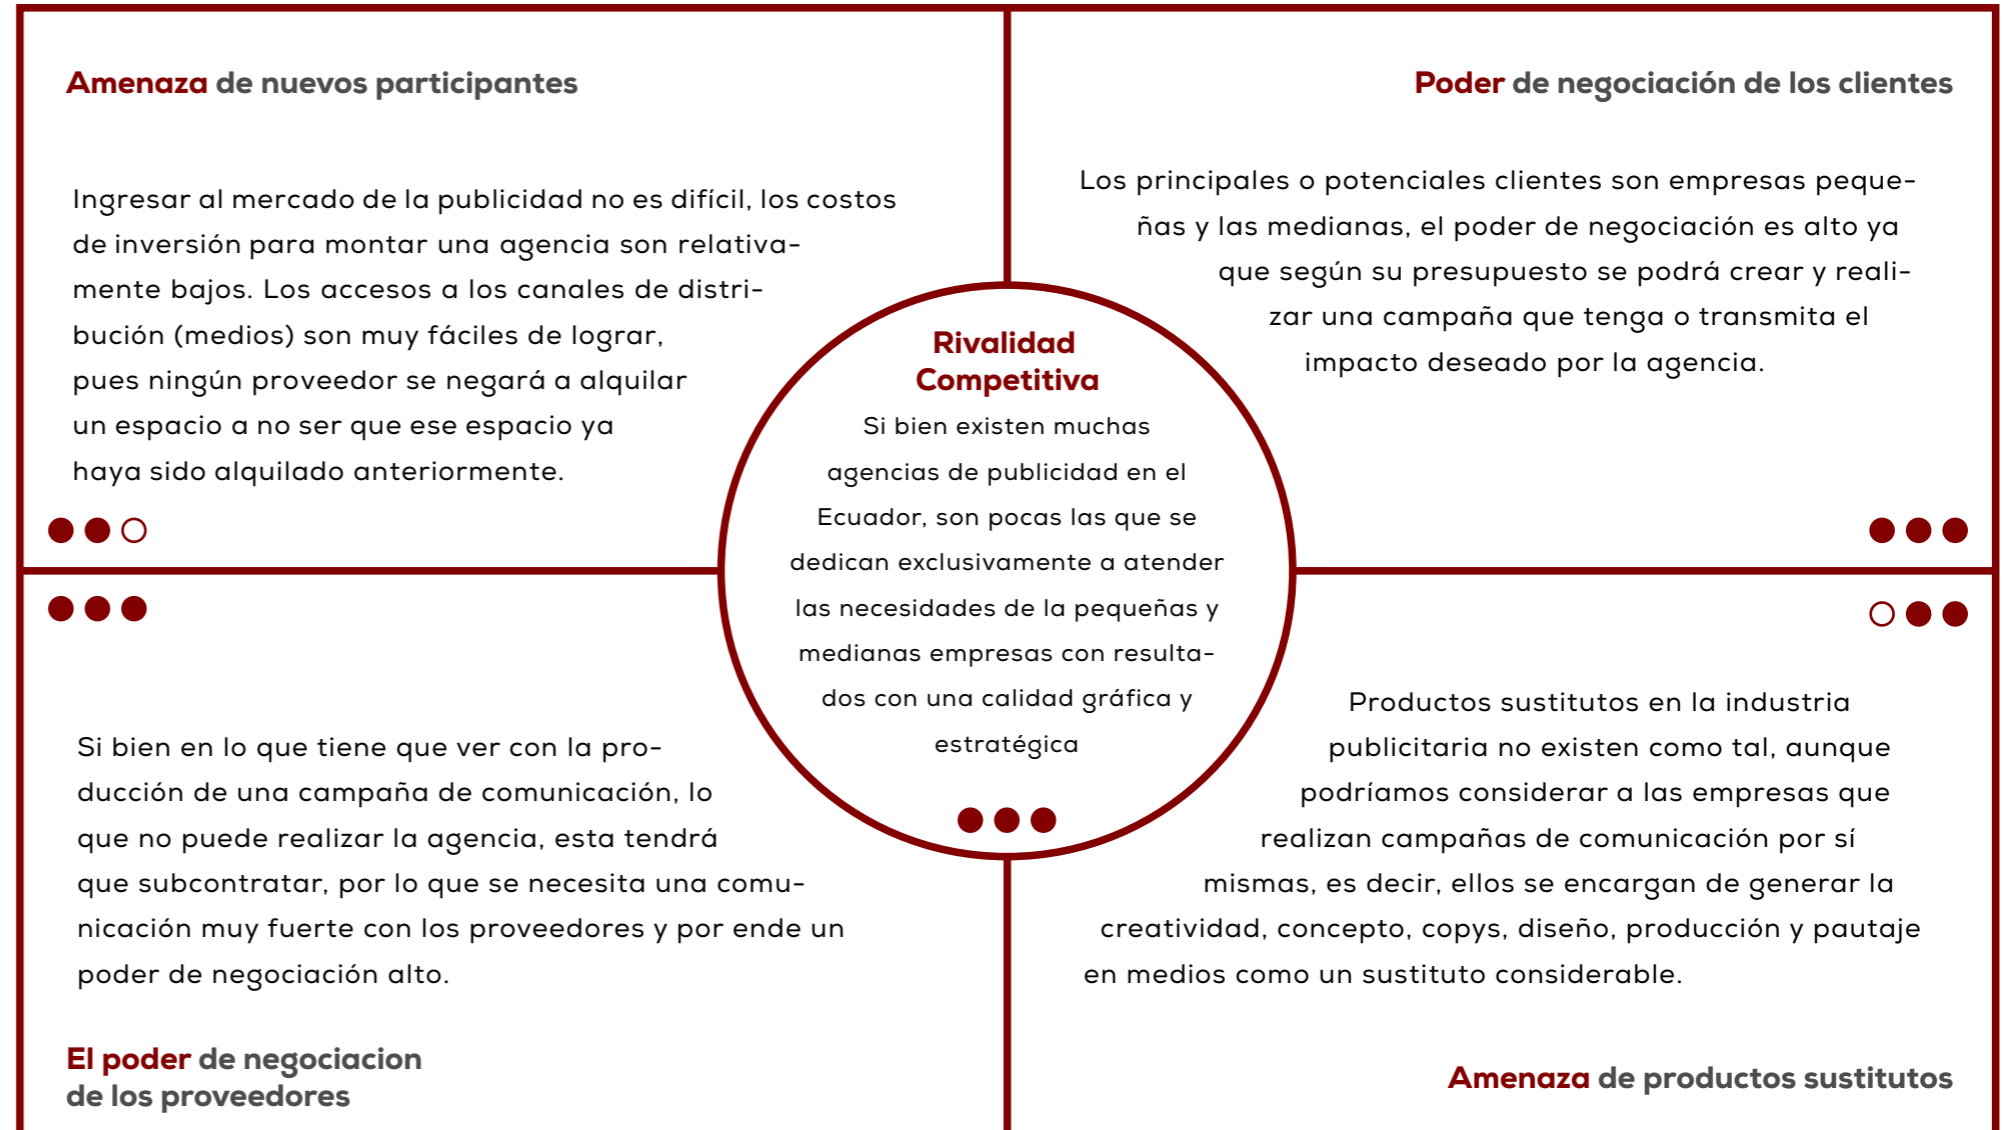 Amenaza de nuevos participantes
Ingresar al mercado de la publicidad no es difícil, los costos
de inversión para montar una agencia son relativa-
mente bajos. Los accesos a los canales de distri-
bución (medios) son muy fáciles de lograr,
pues ningún proveedor se negará a alquilar
un espacio a no ser que ese espacio ya
haya sido alquilado anteriormente.
Poder de negociación de los clientes
Los principales o potenciales clientes son empresas peque-
ñas y las medianas, el poder de negociación es alto ya
que según su presupuesto se podrá crear y reali-
zar una campaña que tenga o transmita el
impacto deseado por la agencia.
Rivalidad
Competitiva
Si bien existen muchas
agencias de publicidad en el
Ecuador, son pocas las que se
dedican exclusivamente a atender
las necesidades de la pequeñas y
medianas empresas con resulta-
dos con una calidad gráfica y
estratégica
Si bien en lo que tiene que ver con la pro-
ducción de una campaña de comunicación, lo
que no puede realizar la agencia, esta tendrá
que subcontratar, por lo que se necesita una comu-
nicación muy fuerte con los proveedores y por ende un
poder de negociación alto.
El poder de negociacion
de los proveedores
Productos sustitutos en la industria
publicitaria no existen como tal, aunque
podríamos considerar a las empresas que
realizan campañas de comunicación por sí
mismas, es decir, ellos se encargan de generar la
creatividad, concepto, copys, diseño, producción y pautaje
en medios como un sustituto considerable.
Amenaza de productos sustitutos